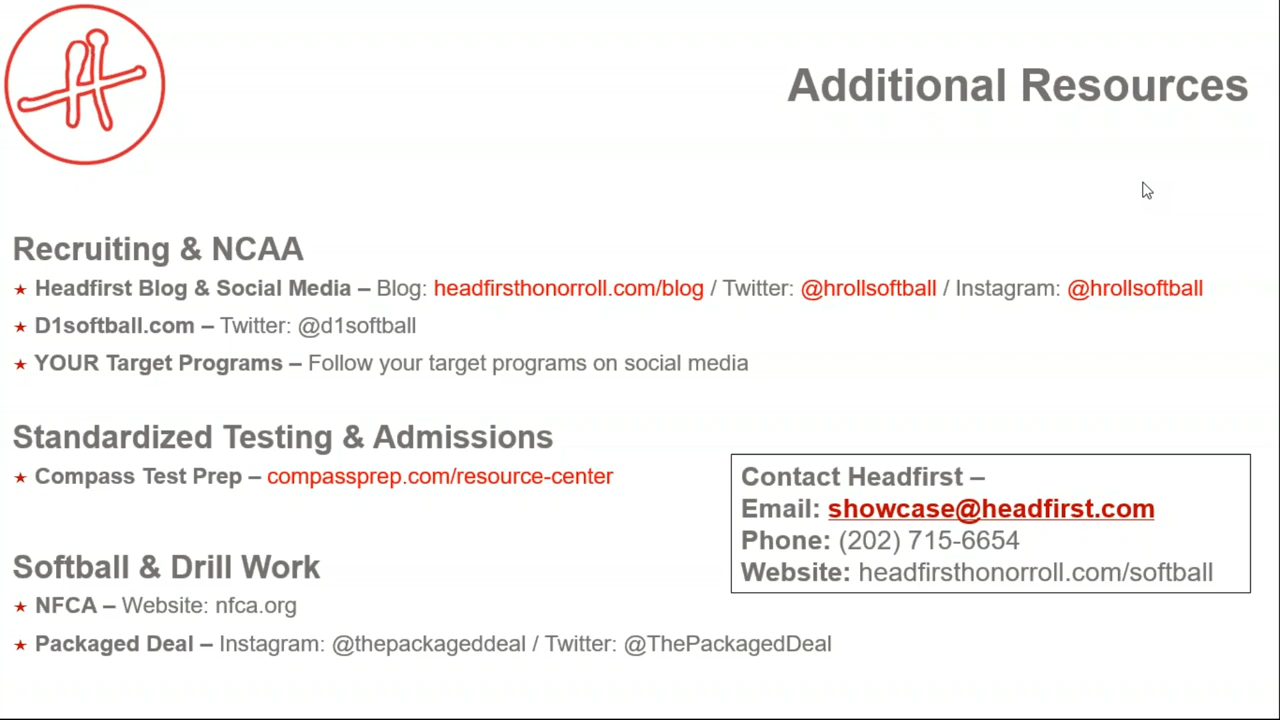 Additional Resources
Recruiting & NCAA
★ Headfirst Blog & Social Media – Blog: headfirsthonorroll.com/blog / Twitter: @hrollsoftball / Instagram: @hrollsoftball
★ D1softball.com – Twitter: @d1softball
★ YOUR Target Programs – Follow your target programs on social media
Standardized Testing & Admissions
★ Compass Test Prep – compassprep.com/resource-center
Contact Headfirst –
Email: showcase@headfirst.com
Phone: (202) 715-6654
Website: headfirsthonorroll.com/softball
Softball & Drill Work
★ NFCA – Website: nfca.org
★ Packaged Deal – Instagram: @thepackageddeal / Twitter: @ThePackagedDeal